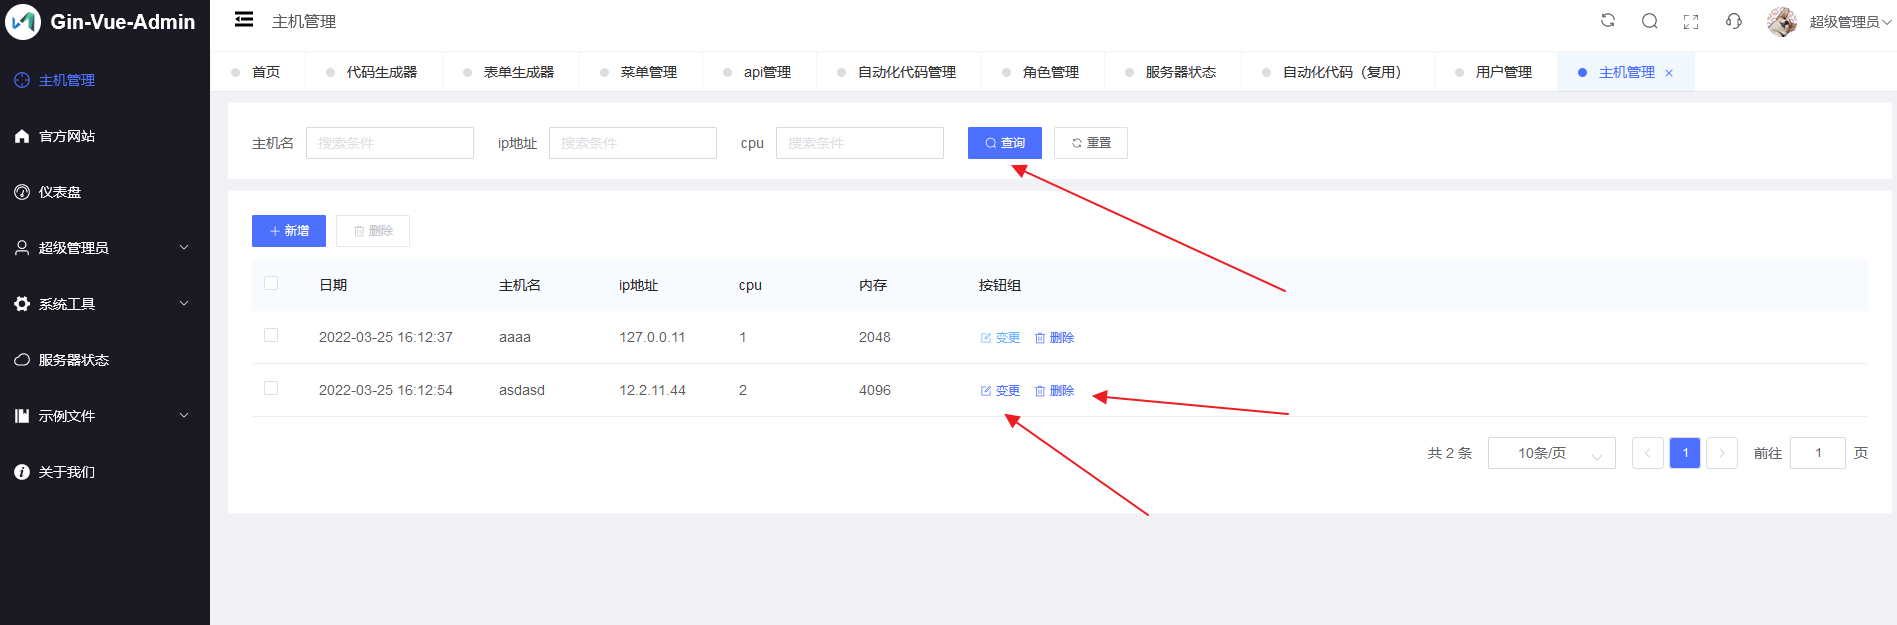 Gin-Vue-Admin
主机管理
超级管理员
主机管理
官方网站
仪表盘
超级管理员
系统工具
服务器状态
示例文件
关于我们
首页
代码生成器
表单生成器
菜单管理
api管理
自动化代码管理
角色管理
服务器状态
自动化代码（复用）
用户管理
主机管理
主机名 搜索条件 ip地址 搜索条件 cpu 搜索条件 查询 重置
新增 删除
日期 主机名 ip地址 cpu 内存 按钮组
2022-03-25 16:12:37 aaaa 127.0.0.11 1 2048 变更 删除
2022-03-25 16:12:54 asdasd 12.2.11.44 2 4096 变更 删除
共 2 条 10条/页 1 前往 1 页